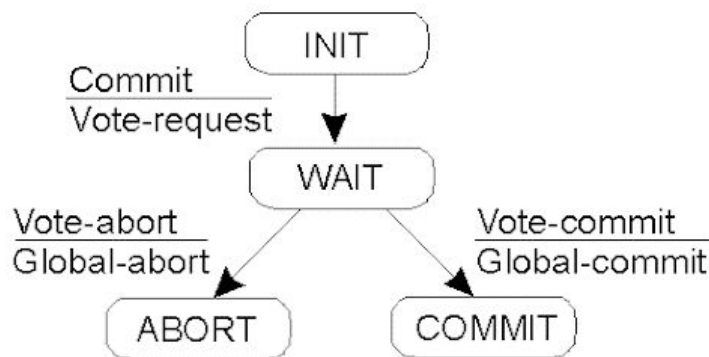 INIT
Commit
Vote-request
WAIT
Vote-abort
Global-abort
Vote-commit
Global-commit
ABORT
COMMIT